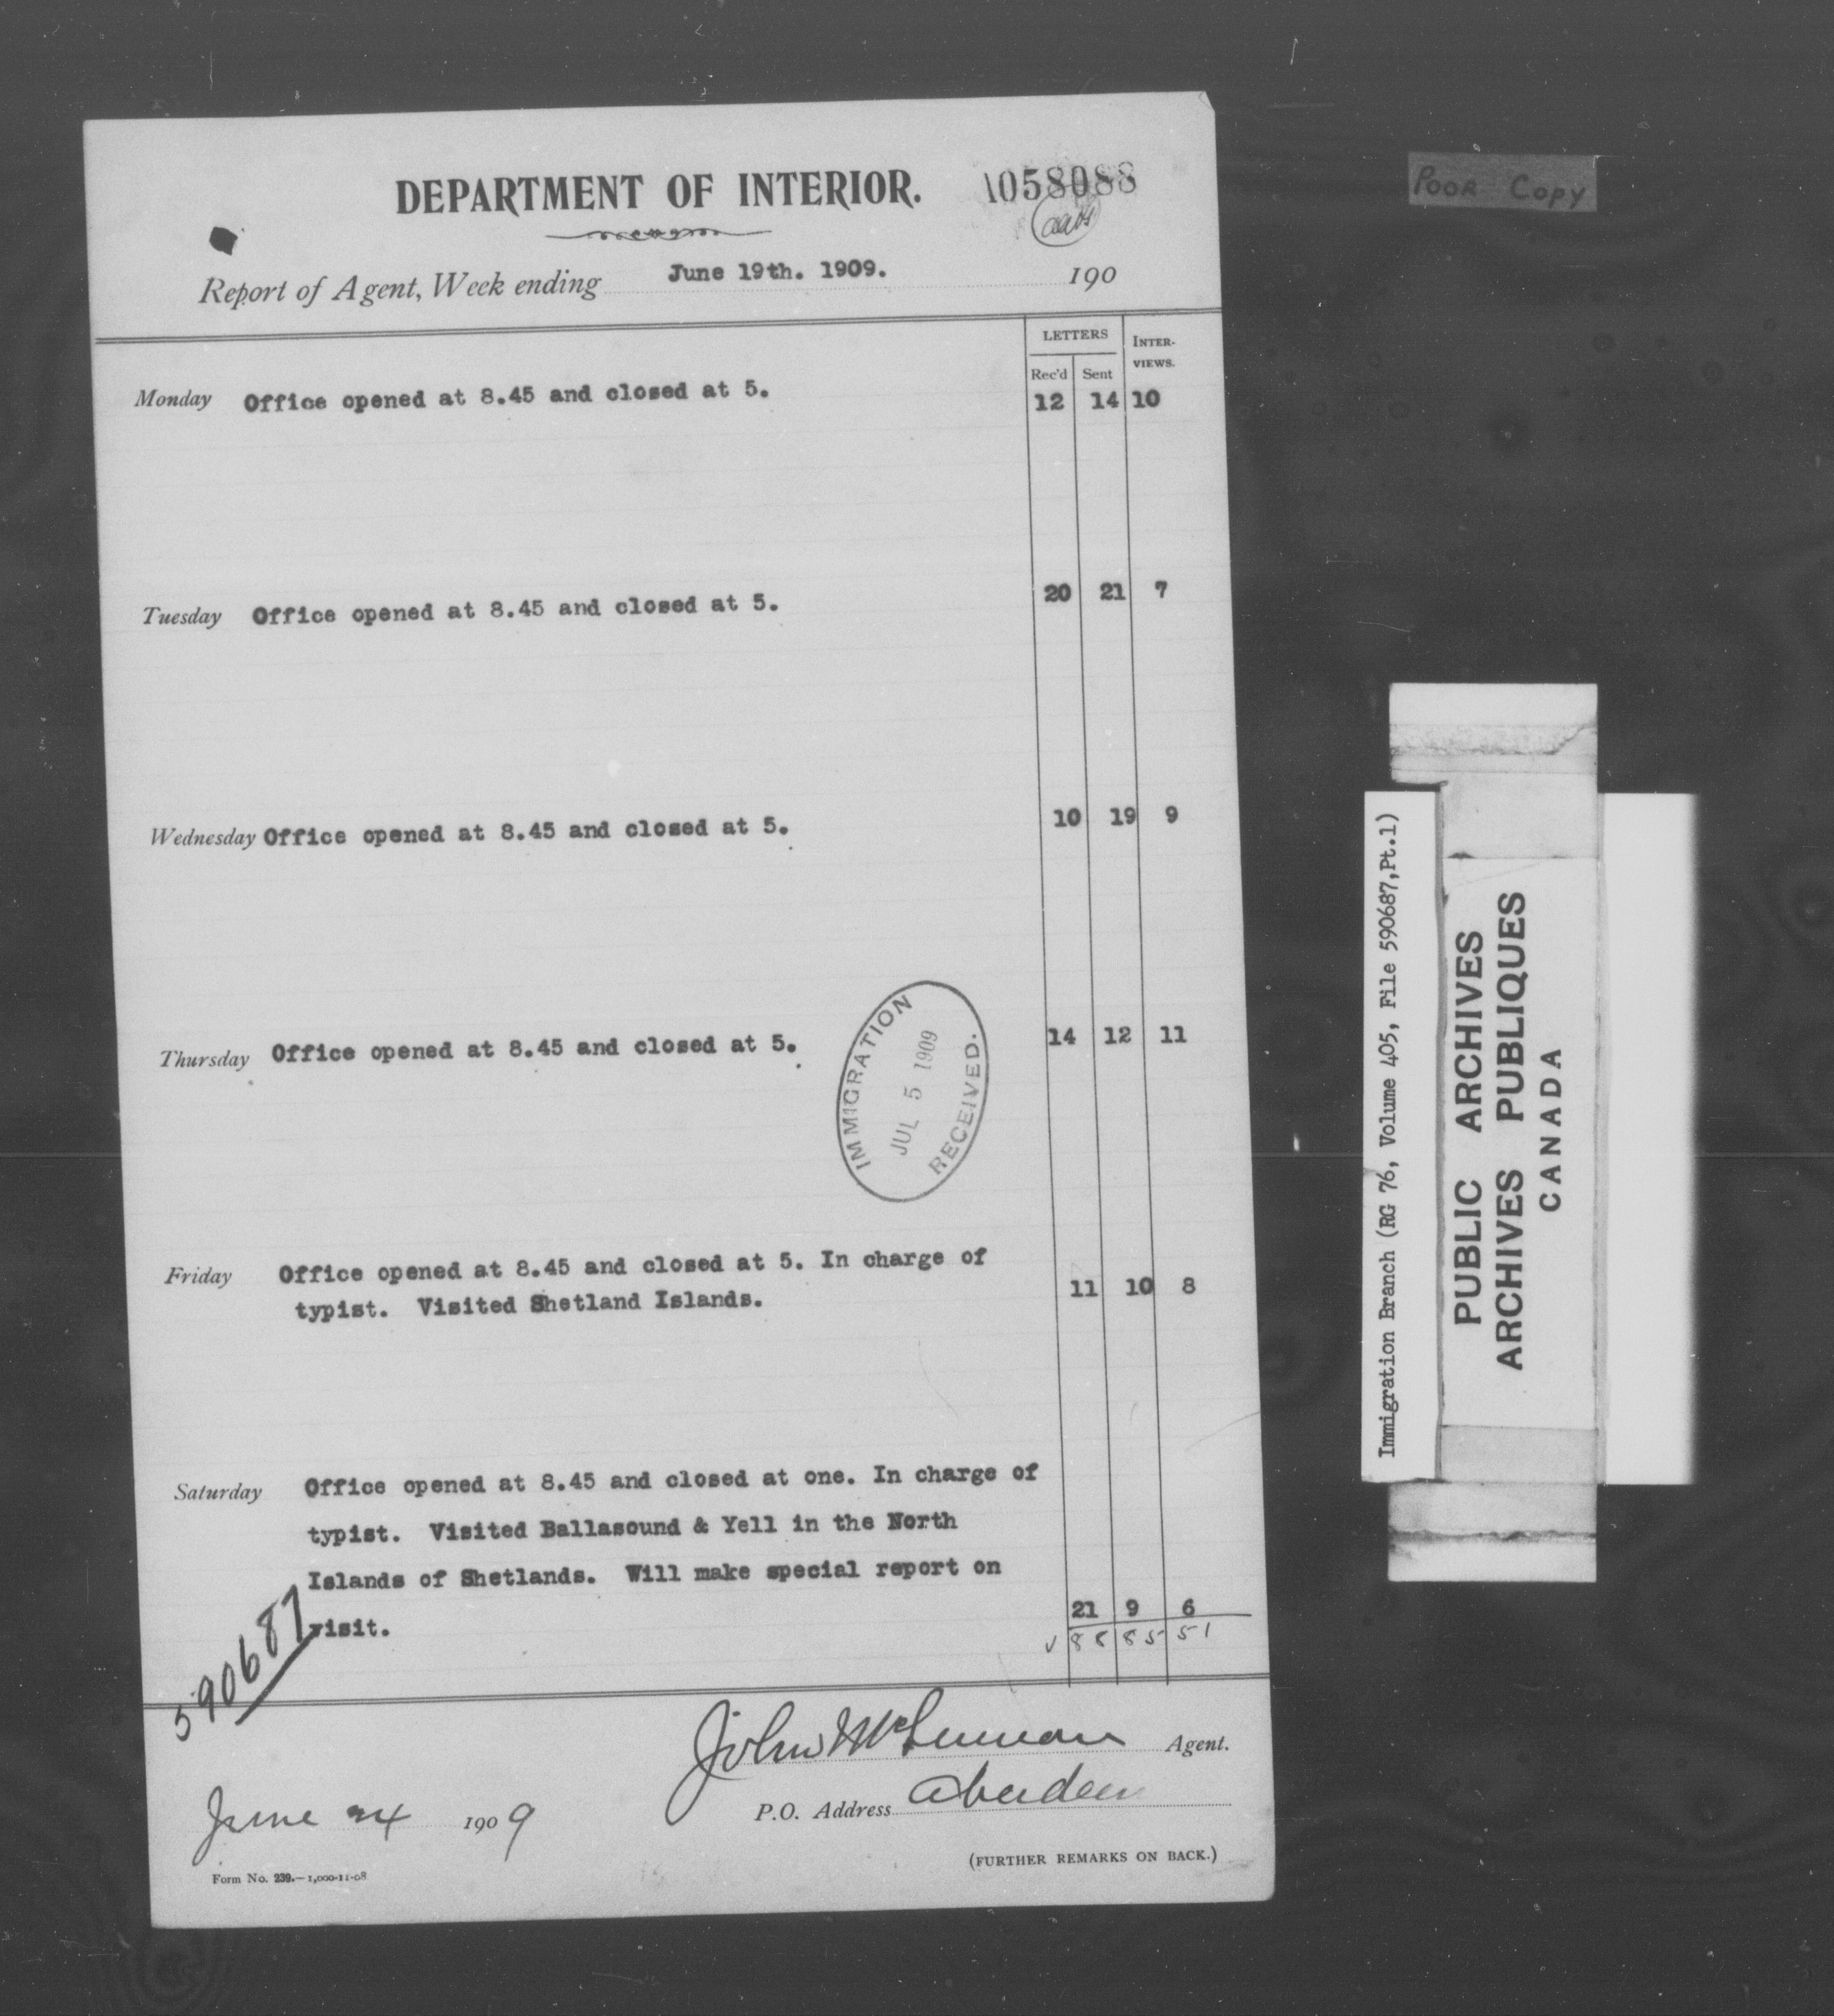 DEPARTMENT OF INTERIOR.
1058088
POOR COPY
Report of Agent, Week ending June 19th. 1909. 190
LETTERS
INTER-
VIEWS.
Rec'd Sent
Monday Office opened at 8.45 and closed at 5. 12 14 10
Tuesday Office opened at 8.45 and closed at 5. 20 21 7
Wednesday Office opened at 8.45 and closed at 5. 10 19 9
Thursday Office opened at 8.45 and closed at 5. 14 12 11
IMMIGRATION
JUL 5 1909
RECEIVED.
Friday Office opened at 8.45 and closed at 5. In charge of
typist. Visited Shetland Islands. 11 10 8
Saturday Office opened at 8.45 and closed at one. In charge of
typist. Visited Ballasound & Yell in the North
Islands of Shetlands. Will make special report on
visit. 21 9 6
88 85 51
590687
John McLennan Agent.
P.O. Address Aberdeen
June 24 1909
(FURTHER REMARKS ON BACK.)
Form No. 239.—1,000-11-08
Immigration Branch (RG 76, Volume 405, File 590687,Pt.1)
PUBLIC ARCHIVES
ARCHIVES PUBLIQUES
CANADA